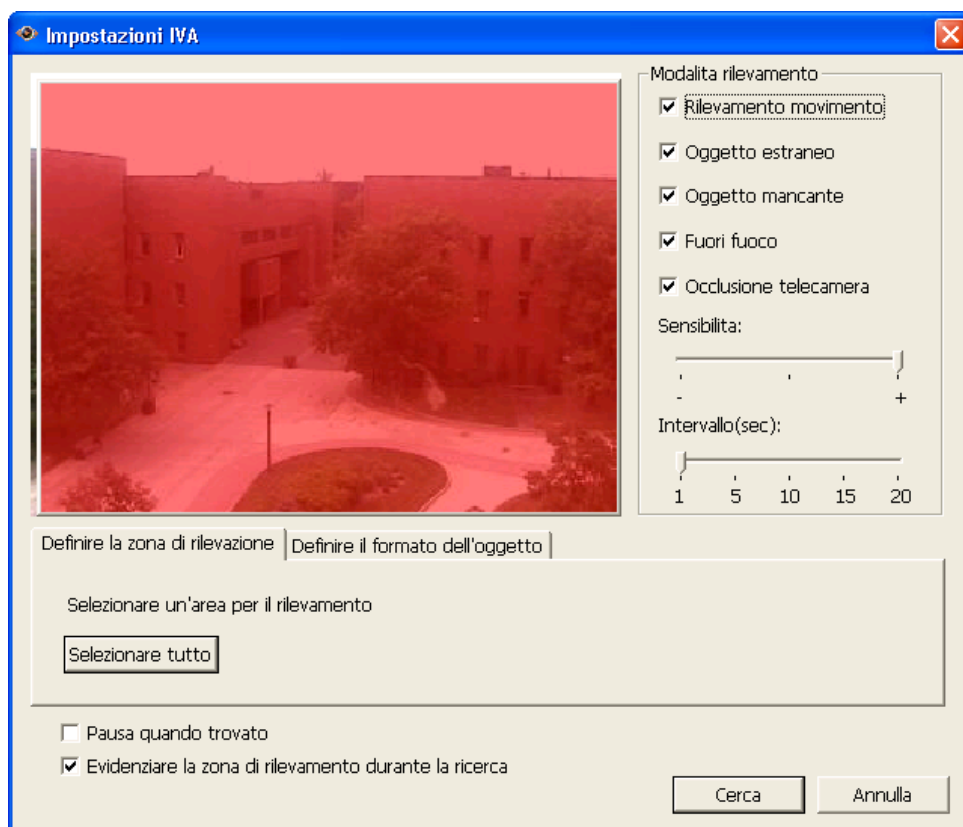 Impostazioni IVA
Modalita rilevamento
Rilevamento movimento
Oggetto estraneo
Oggetto mancante
Fuori fuoco
Occlusione telecamera
Sensibilita:
- +
Intervallo(sec):
1 5 10 15 20
Definire la zona di rilevazione Definire il formato dell'oggetto
Selezionare un'area per il rilevamento
Selezionare tutto
Pausa quando trovato
Evidenziare la zona di rilevamento durante la ricerca
Cerca Annulla